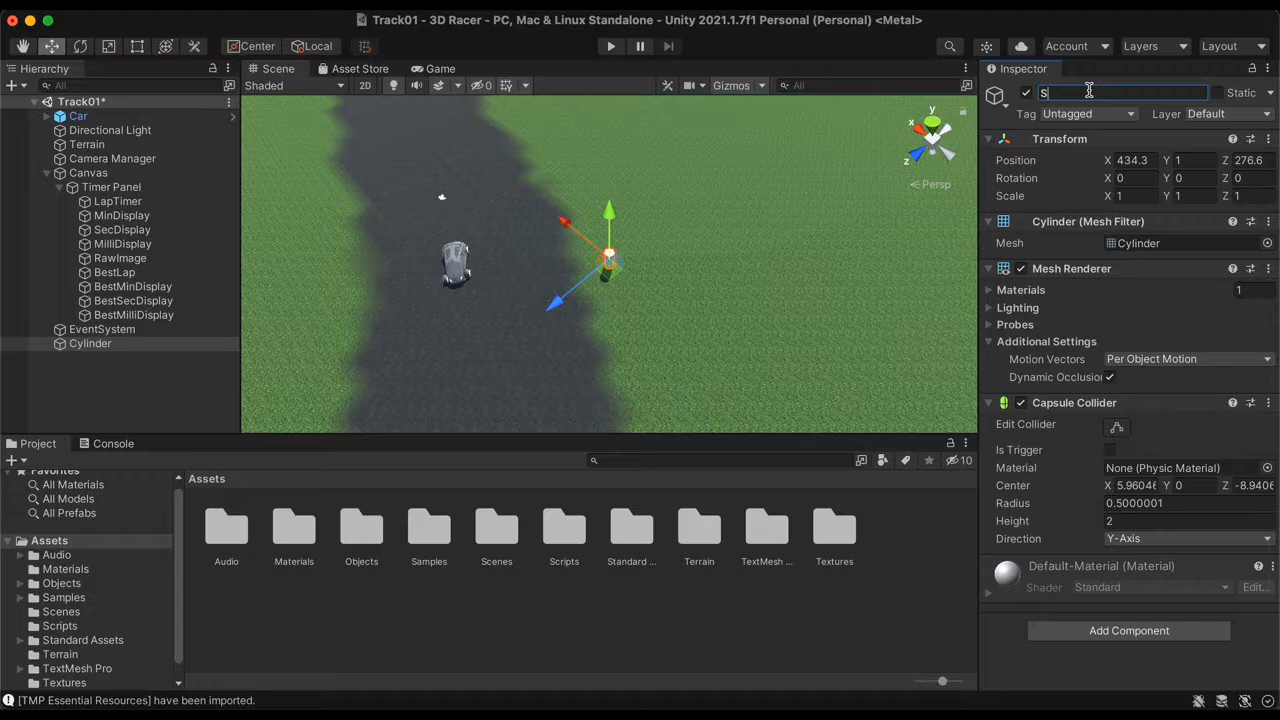 Track01 - 3D Racer - PC, Mac & Linux Standalone - Unity 2021.1.7f1 Personal (Personal) <Metal>
Center Local Account Layers Layout
Hierarchy
All
Track01*
Car
Directional Light
Terrain
Camera Manager
Canvas
Timer Panel
LapTimer
MinDisplay
SecDisplay
MilliDisplay
RawImage
BestLap
BestMinDisplay
BestSecDisplay
BestMilliDisplay
EventSystem
Cylinder
Scene Asset Store Game
Shaded 2D 0 Gizmos All
y
x
z
Persp
Inspector
S Static
Tag Untagged Layer Default
Transform
Position X 434.3 Y 1 Z 276.6
Rotation X 0 Y 0 Z 0
Scale X 1 Y 1 Z 1
Cylinder (Mesh Filter)
Mesh Cylinder
Mesh Renderer
Materials 1
Lighting
Probes
Additional Settings
Motion Vectors Per Object Motion
Dynamic Occlusion
Capsule Collider
Edit Collider
Is Trigger
Material None (Physic Material)
Center X 5.96046 Y 0 Z -8.9406
Radius 0.5000001
Height 2
Direction Y-Axis
Default-Material (Material)
Shader Standard Edit...
Add Component
Project Console
10
Favorites
All Materials
All Models
All Prefabs
Assets
Audio
Materials
Objects
Samples
Scenes
Scripts
Standard Assets
Terrain
TextMesh Pro
Textures
Assets
Audio Materials Objects Samples Scenes Scripts Standard ... Terrain TextMesh ... Textures
[TMP Essential Resources] have been imported.